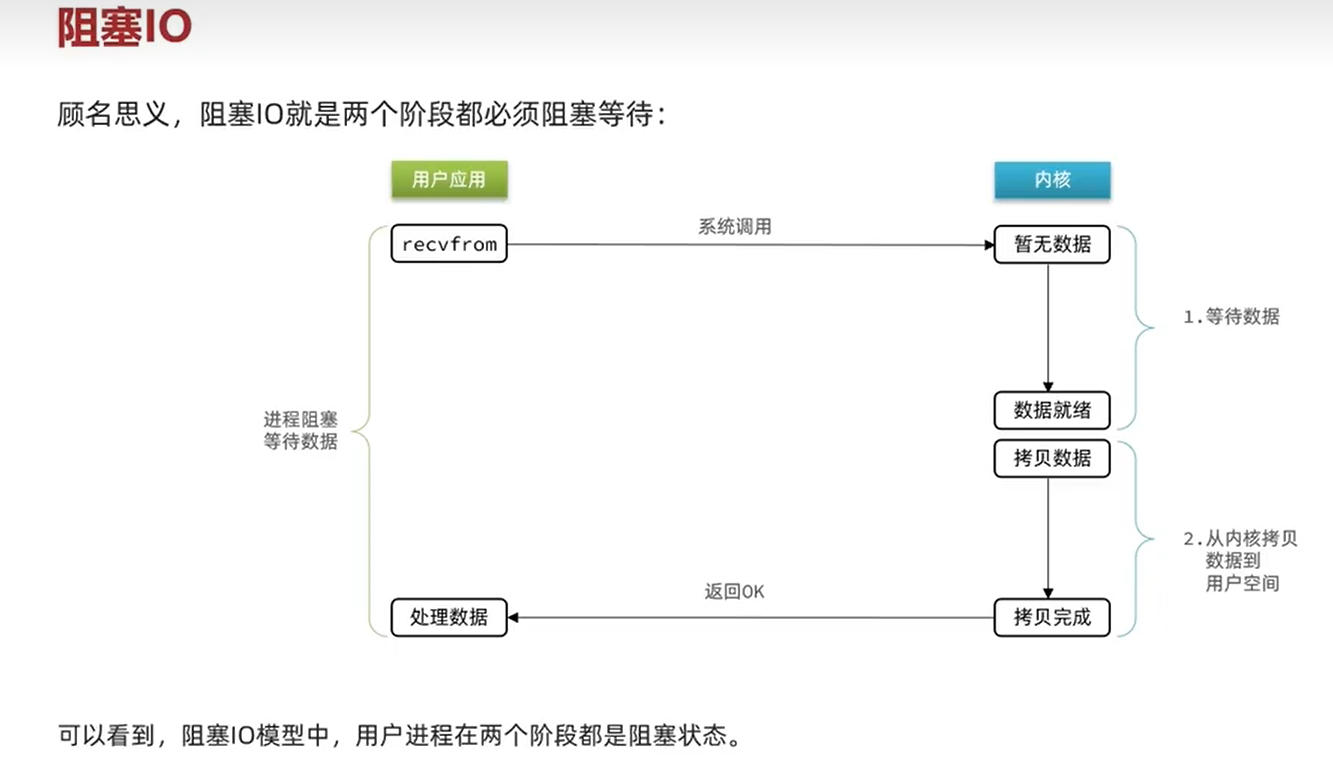 阻塞IO
顾名思义，阻塞IO就是两个阶段都必须阻塞等待：
用户应用
内核
系统调用
recvfrom
暂无数据
1.等待数据
数据就绪
进程阻塞
等待数据
拷贝数据
2.从内核拷贝
数据到
用户空间
返回OK
处理数据
拷贝完成
可以看到，阻塞IO模型中，用户进程在两个阶段都是阻塞状态。